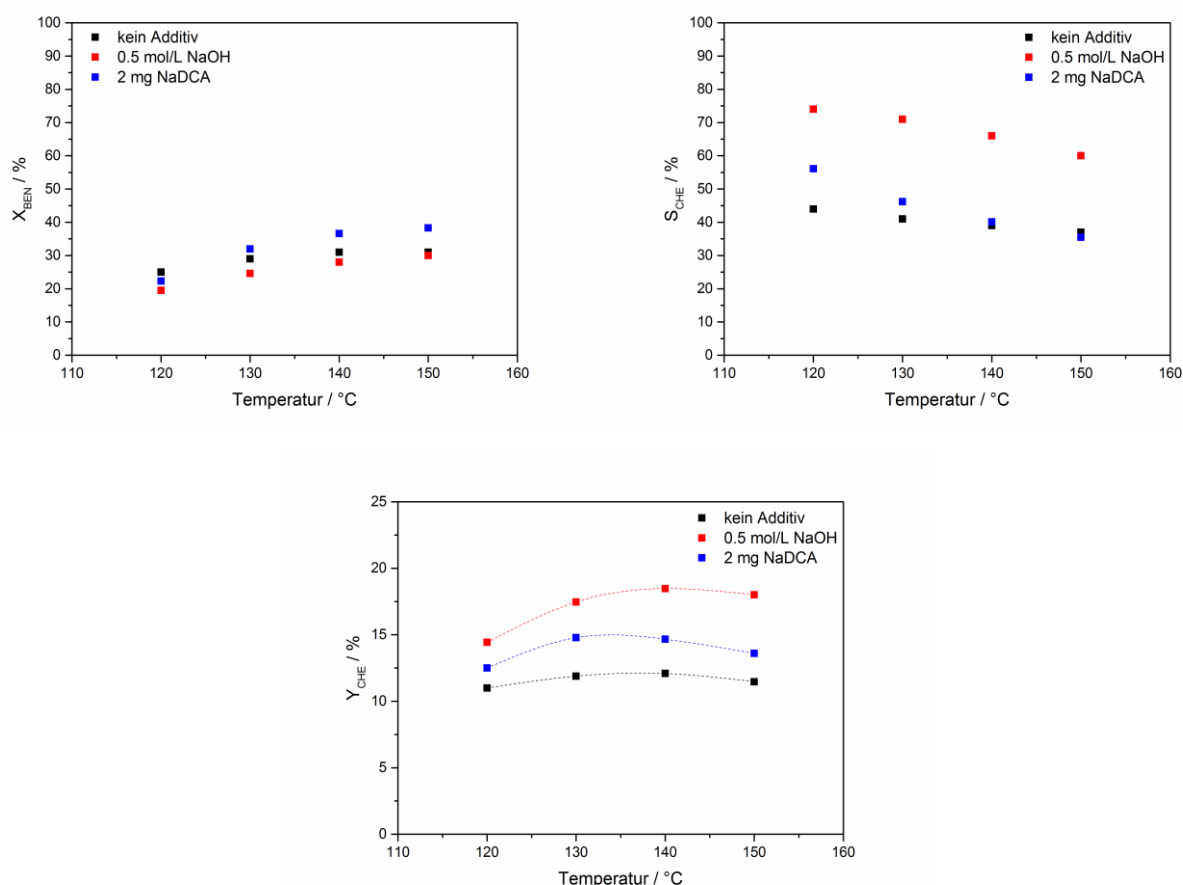 100
90
80
70
60
50
40
30
20
10
0
X_BEN / %
kein Additiv
0.5 mol/L NaOH
2 mg NaDCA
110 120 130 140 150 160
Temperatur / °C
100
90
80
70
60
50
40
30
20
10
0
S_CHE / %
kein Additiv
0.5 mol/L NaOH
2 mg NaDCA
110 120 130 140 150 160
Temperatur / °C
25
20
15
10
5
0
Y_CHE / %
kein Additiv
0.5 mol/L NaOH
2 mg NaDCA
110 120 130 140 150 160
Temperatur / °C